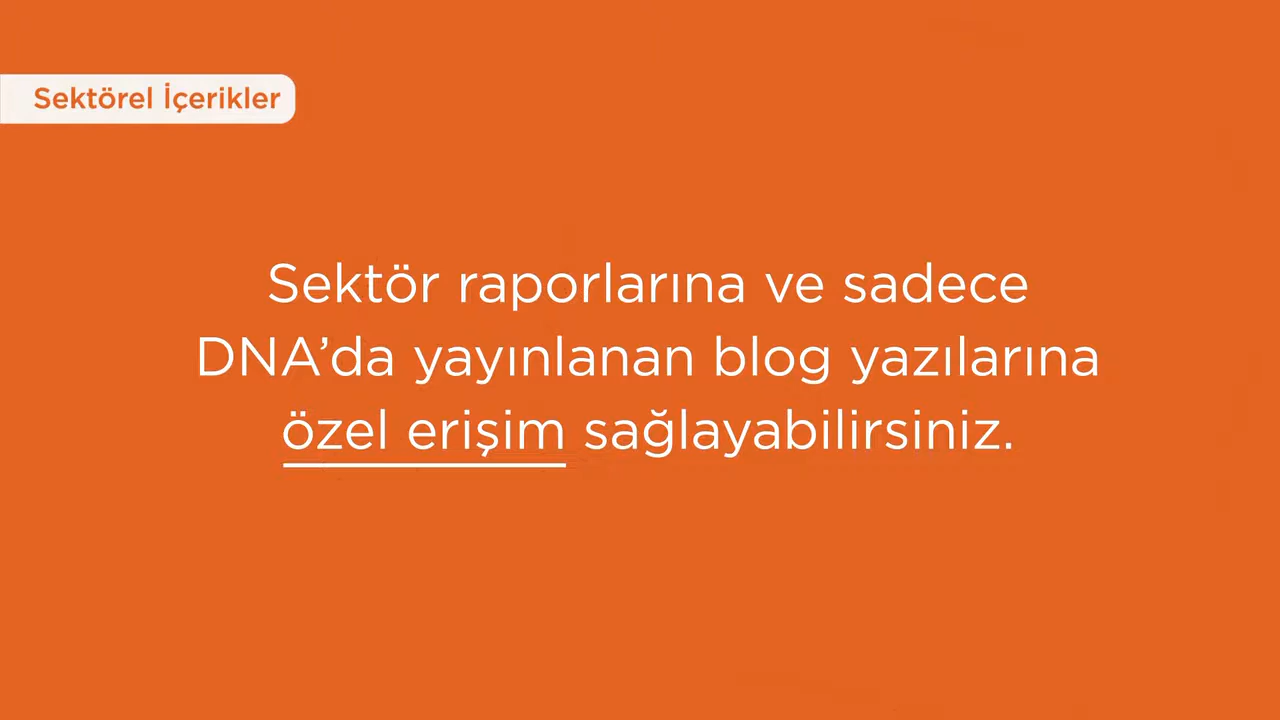 Sektörel İçerikler
Sektör raporlarına ve sadece
DNA’da yayınlanan blog yazılarına
özel erişim sağlayabilirsiniz.